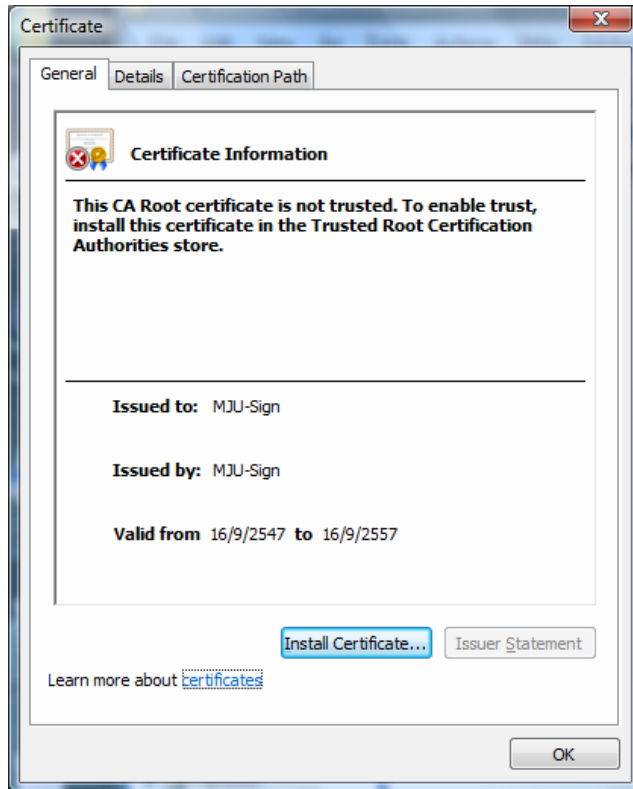 Certificate
General Details Certification Path
Certificate Information
This CA Root certificate is not trusted. To enable trust,
install this certificate in the Trusted Root Certification
Authorities store.
Issued to: MJU-Sign
Issued by: MJU-Sign
Valid from 16/9/2547 to 16/9/2557
Install Certificate... Issuer Statement
Learn more about certificates
OK